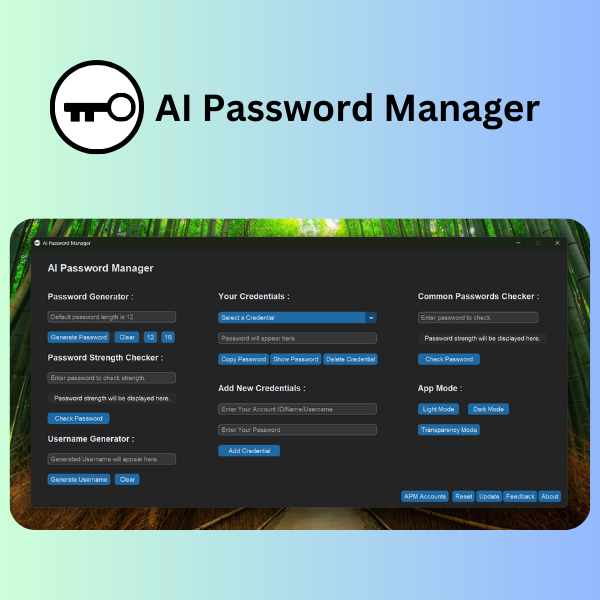 AI Password Manager
AI Password Manager
AI Password Manager
Password Generator :
Default password length is 12.
Generate Password
Clear
12
16
Password Strength Checker :
Enter password to check strength.
Password strength will be displayed here.
Check Password
Username Generator :
Generated Username will appear here.
Generate Username
Clear
Your Credentials :
Select a Credential
Password will appear here.
Copy Password
Show Password
Delete Credential
Add New Credentials :
Enter Your Account ID/Name/Username
Enter Your Password
Add Credential
Common Passwords Checker :
Enter password to check.
Password strength will be displayed here.
Check Password
App Mode :
Light Mode
Dark Mode
Transparency Mode
APM Accounts
Reset
Update
Feedback
About